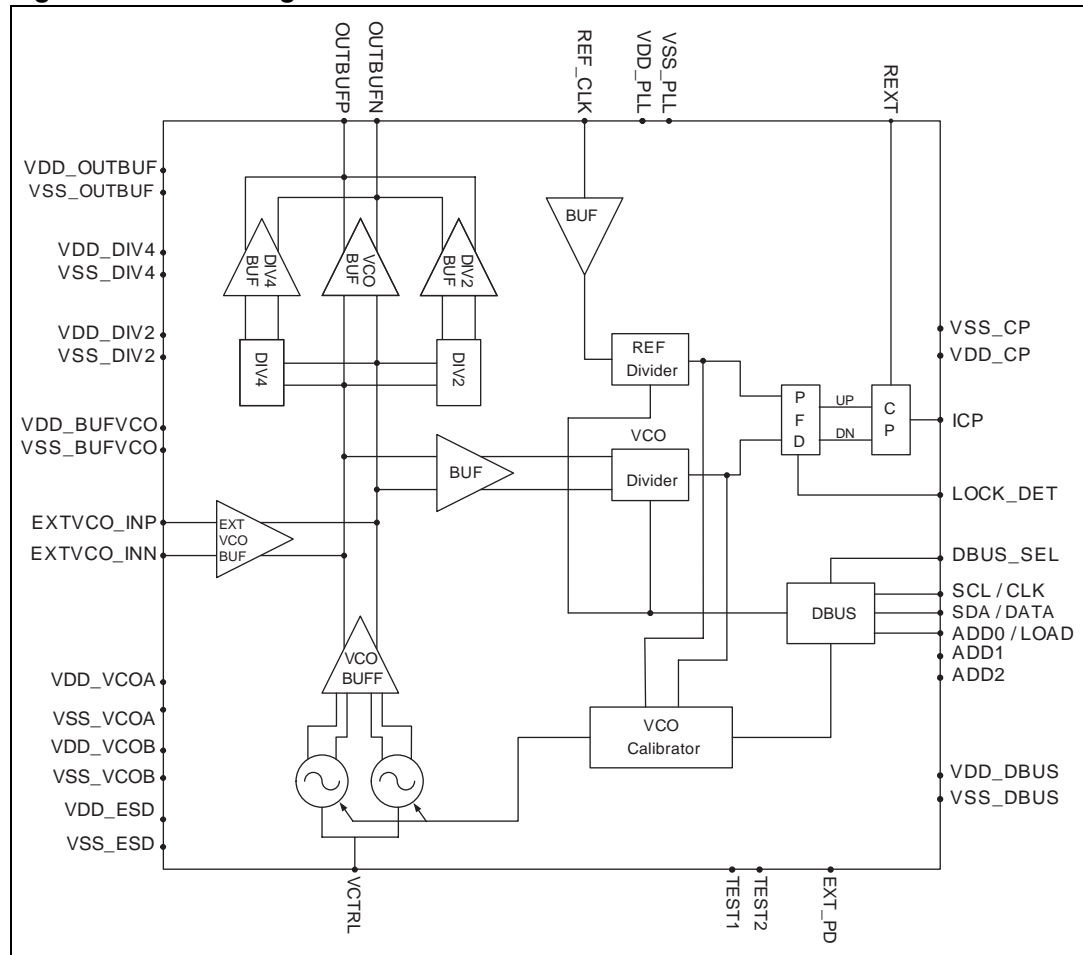 OUTBUFP
OUTBUFN
REF_CLK
VDD_PLL
VSS_PLL
REXT
VDD_OUTBUF
VSS_OUTBUF
VDD_DIV4
VSS_DIV4
VDD_DIV2
VSS_DIV2
VDD_BUFVCO
VSS_BUFVCO
EXTVCO_INP
EXTVCO_INN
VDD_VCOA
VSS_VCOA
VDD_VCOB
VSS_VCOB
VDD_ESD
VSS_ESD
DIV4
BUF
VCO
BUF
DIV2
BUF
DIV4
DIV2
BUF
REF
Divider
VCO
Divider
BUF
EXT
VCO
BUF
VCO
BUFF
PFD
UP
DN
CP
DBUS
VCO
Calibrator
VSS_CP
VDD_CP
ICP
LOCK_DET
DBUS_SEL
SCL / CLK
SDA / DATA
ADD0 / LOAD
ADD1
ADD2
VDD_DBUS
VSS_DBUS
VCTRL
TEST1
TEST2
EXT_PD